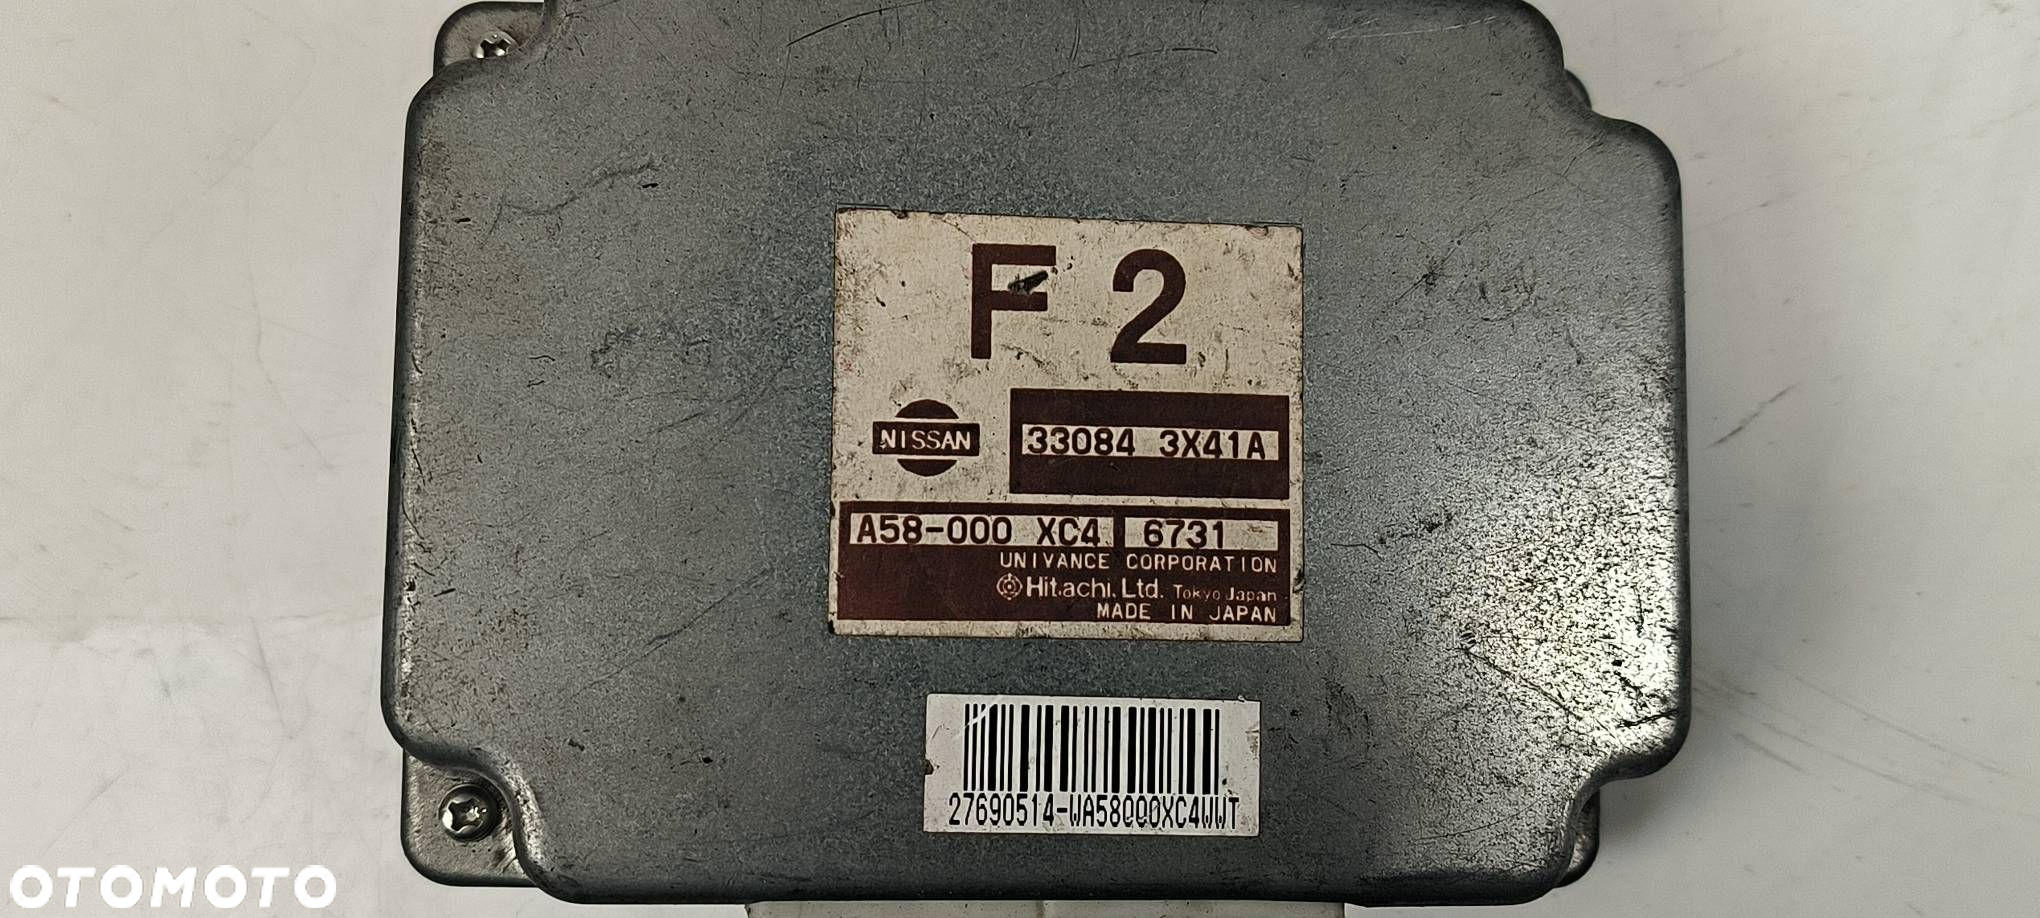 F 2
NISSAN
33084 3X41A
A58-000 XC4 6731
UNIVANCE CORPORATION
Hitachi, Ltd. Tokyo Japan
MADE IN JAPAN
27690514-WA58000XC4WWT
OTOMOTO